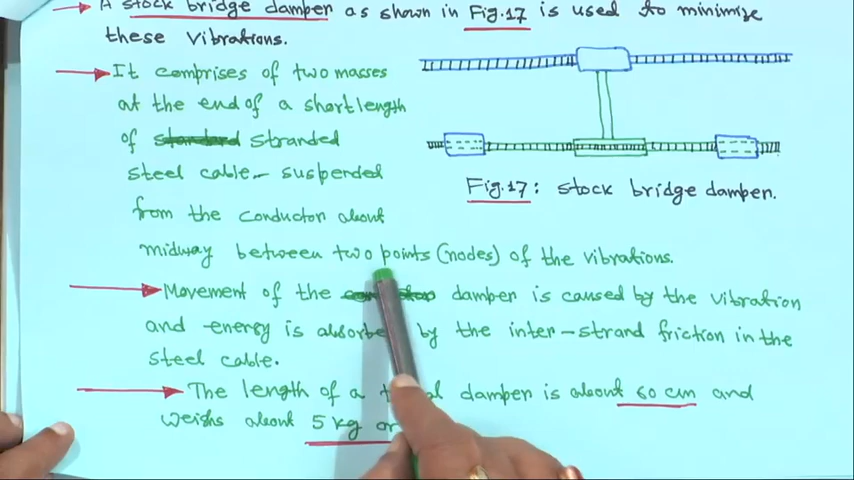 A stock bridge damper as shown in Fig.17 is used to minimize
these vibrations.
It comprises of two masses
at the end of a short length
of standard stranded
steel cable- suspended
from the conductor about
midway between two points (nodes) of the vibrations.
Fig.17: stock bridge damper.
Movement of the damper is caused by the vibration
and energy is absorbe by the inter-strand friction in the
steel cable.
The length of a damper is about 60 cm and
weighs about 5 kg or